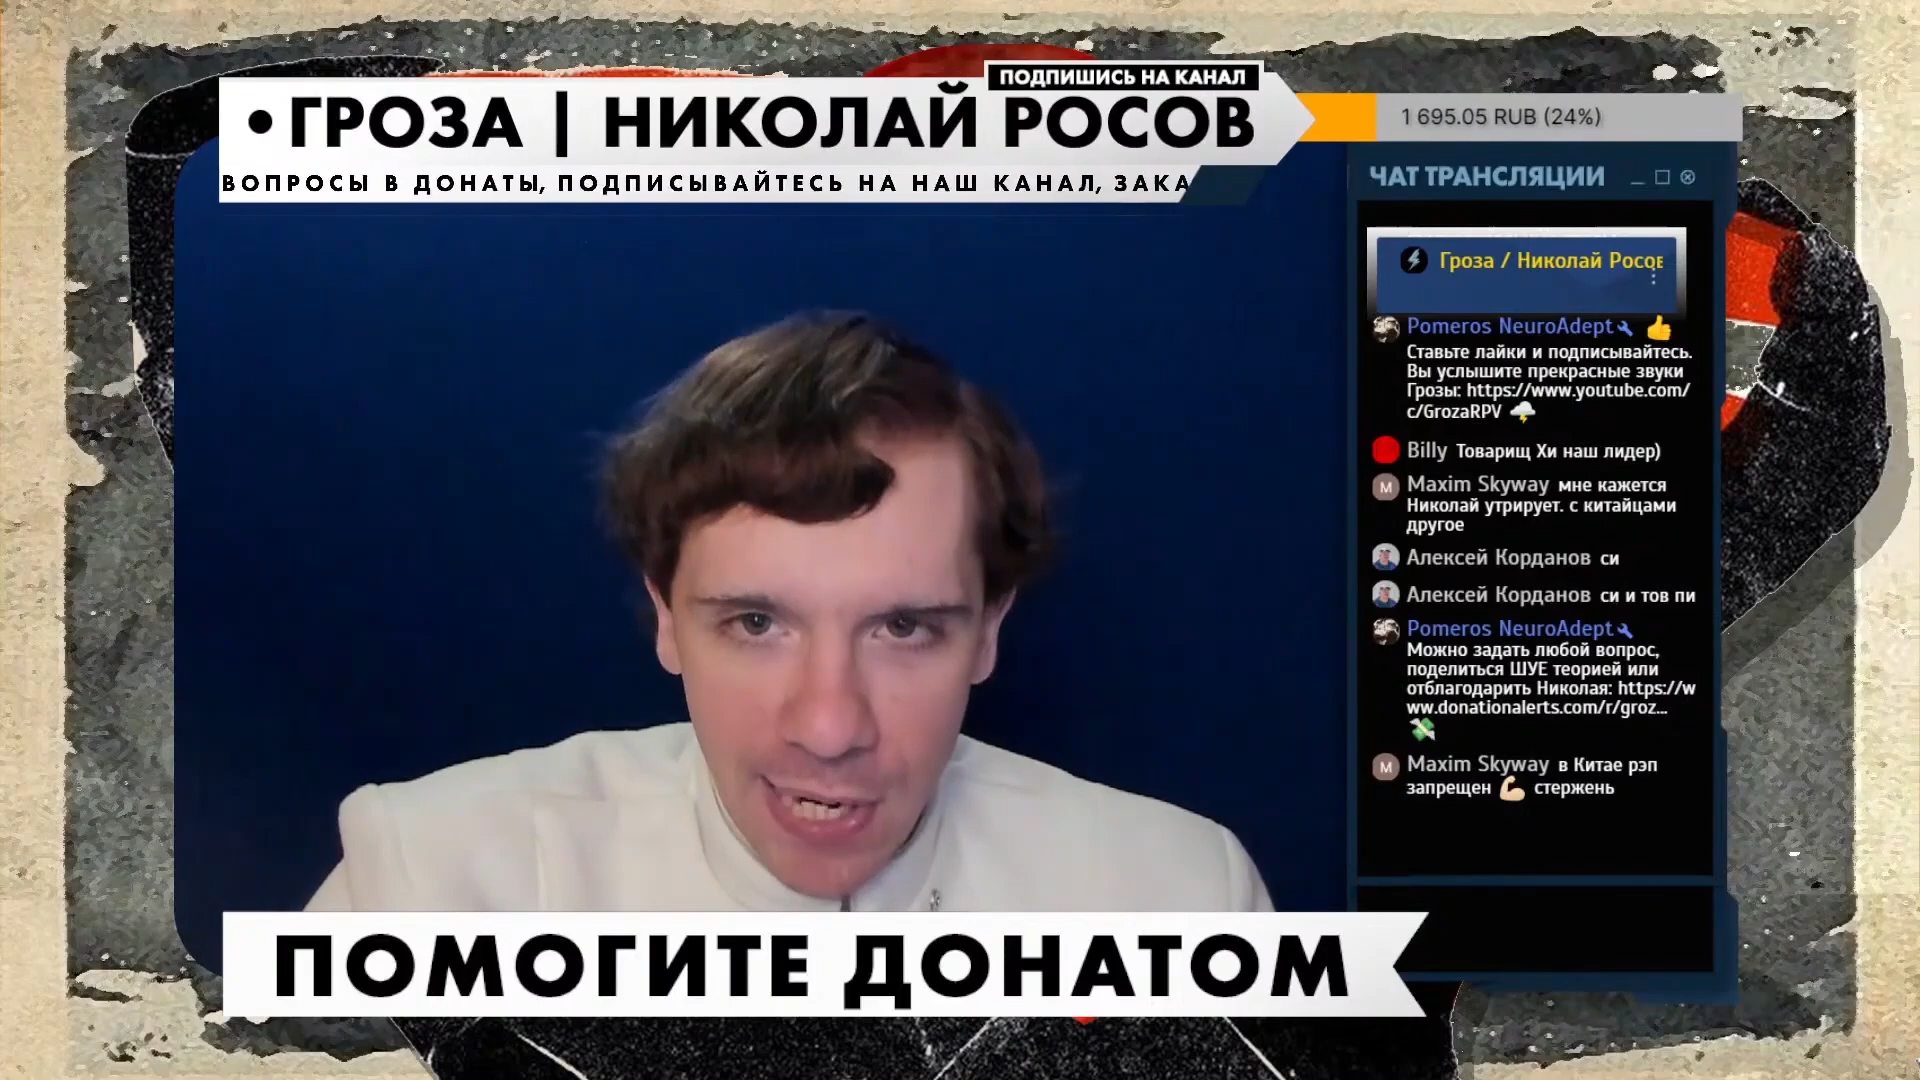 ПОДПИШИСЬ НА КАНАЛ
• ГРОЗА | НИКОЛАЙ РОСОВ
ВОПРОСЫ В ДОНАТЫ, ПОДПИСЫВАЙТЕСЬ НА НАШ КАНАЛ, ЗАКА
1 695.05 RUB (24%)
ЧАТ ТРАНСЛЯЦИИ
Гроза / Николай Росов
Pomeros NeuroAdept 👍
Ставьте лайки и подписывайтесь.
Вы услышите прекрасные звуки
Грозы: https://www.youtube.com/
c/GrozaRPV 🌩️
Billy Товарищ Хи наш лидер)
M Maxim Skyway мне кажется
Николай утрирует. с китайцами
другое
Алексей Корданов си
Алексей Корданов си и тов пи
Pomeros NeuroAdept
Можно задать любой вопрос,
поделиться ШУЕ теорией или
отблагодарить Николая: https://w
ww.donationalerts.com/r/groz...
💸
M Maxim Skyway в Китае рэп
запрещен 💪🏻 стержень
ПОМОГИТЕ ДОНАТОМ